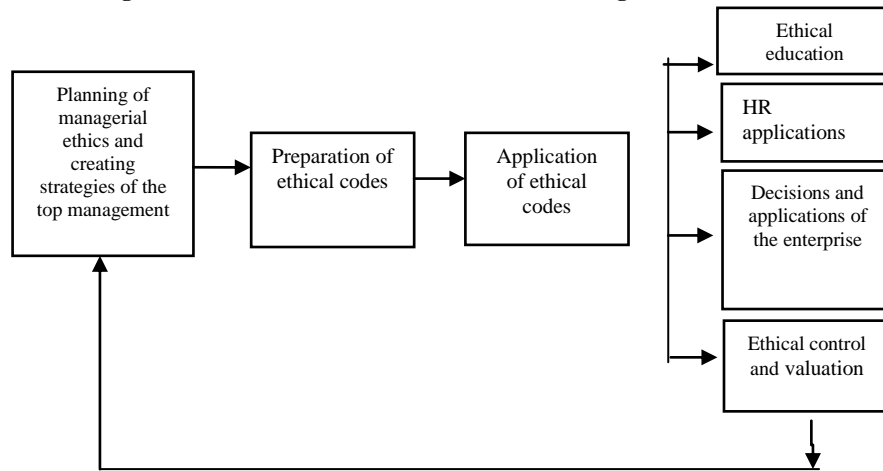 Planning of
managerial
ethics and
creating
strategies of the
top management
Preparation of
ethical codes
Application
of ethical
codes
Ethical
education
HR
applications
Decisions and
applications of
the enterprise
Ethical control
and valuation